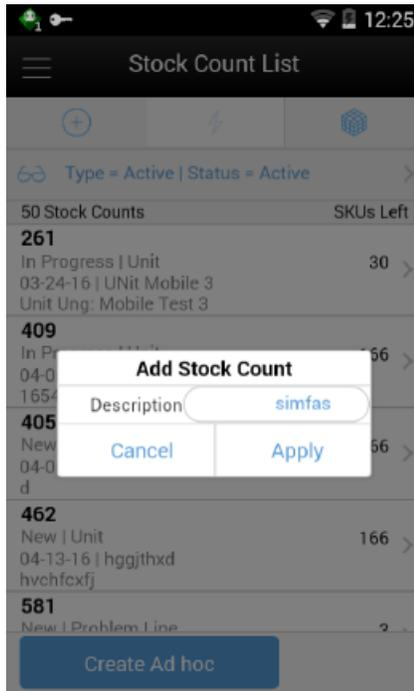 1 12:25
Stock Count List
Type = Active | Status = Active
50 Stock Counts SKUs Left
261
In Progress | Unit 30
03-24-16 | UNit Mobile 3
Unit Ung: Mobile Test 3
409
In Pr 66
04-0
1654
Add Stock Count
Description simfas
Cancel Apply
405
New 66
04-0
d
462
New | Unit 166
04-13-16 | hggjthxd
hvchfcxfj
581
New | Problem Line 3
Create Ad hoc